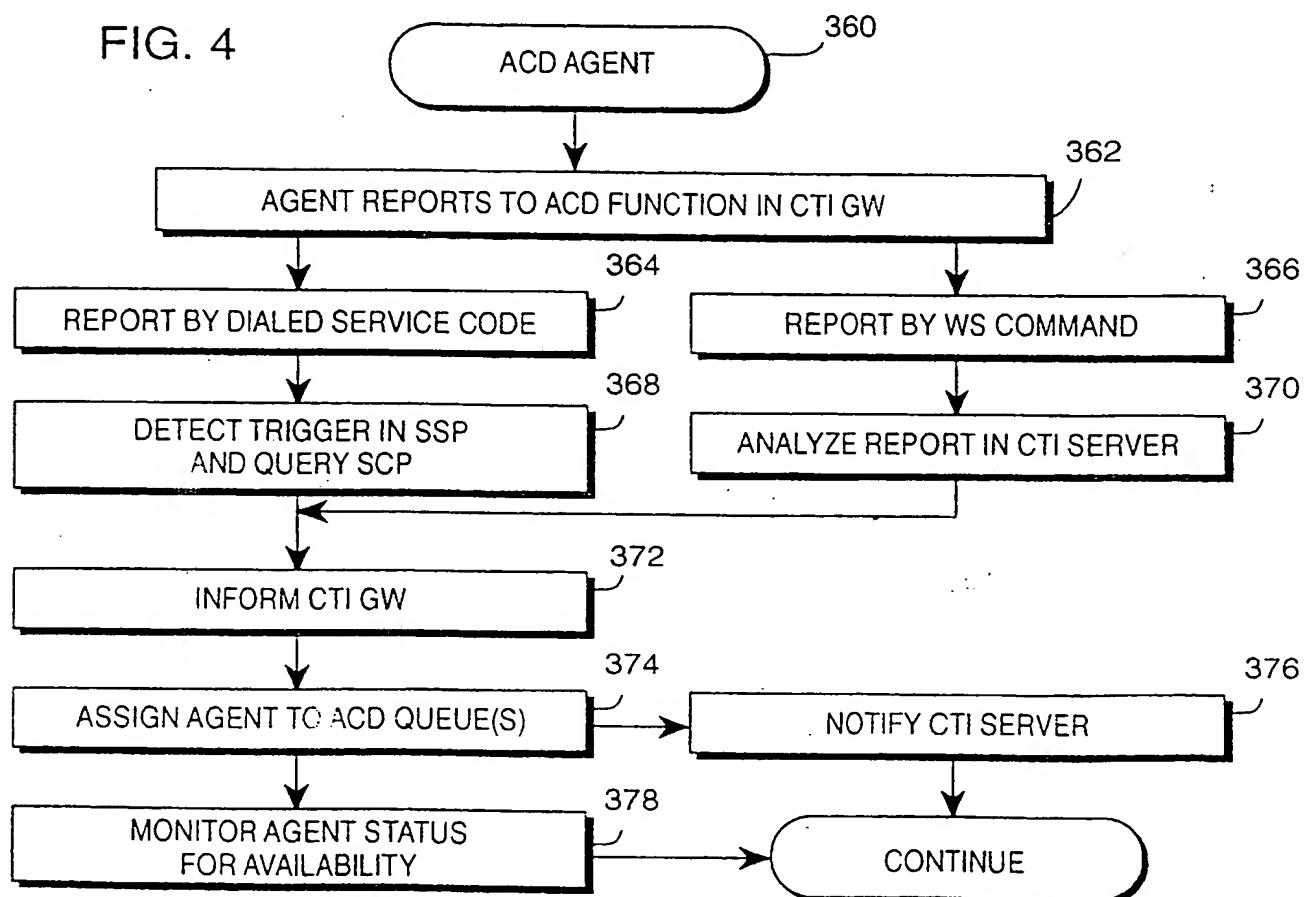 FIG. 4
360
ACD AGENT
362
AGENT REPORTS TO ACD FUNCTION IN CTI GW
364
REPORT BY DIALED SERVICE CODE
366
REPORT BY WS COMMAND
368
DETECT TRIGGER IN SSP
AND QUERY SCP
370
ANALYZE REPORT IN CTI SERVER
372
INFORM CTI GW
374
ASSIGN AGENT TO ACD QUEUE(S)
376
NOTIFY CTI SERVER
378
MONITOR AGENT STATUS
FOR AVAILABILITY
CONTINUE